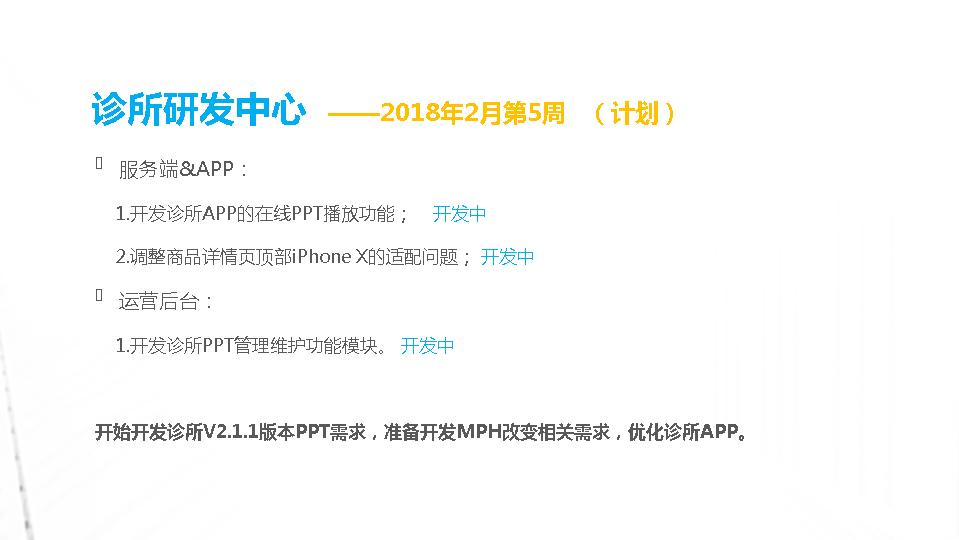 诊所研发中心 ——2018年2月第5周 （计划）
服务端&APP：
1.开发诊所APP的在线PPT播放功能； 开发中
2.调整商品详情页顶部iPhone X的适配问题； 开发中
运营后台：
1.开发诊所PPT管理维护功能模块。 开发中
开始开发诊所V2.1.1版本PPT需求，准备开发MPH改变相关需求，优化诊所APP。